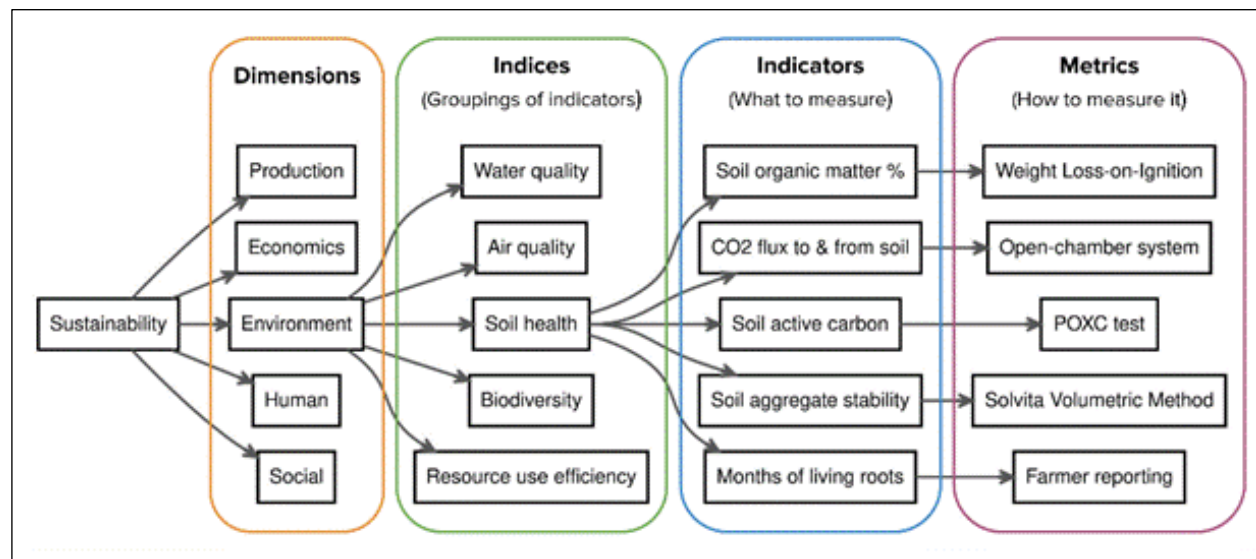 Dimensions
Indices
(Groupings of indicators)
Indicators
(What to measure)
Metrics
(How to measure it)
Production
Water quality
Soil organic matter %
Weight Loss-on-Ignition
Economics
Air quality
CO2 flux to & from soil
Open-chamber system
Sustainability
Environment
Soil health
Soil active carbon
POXC test
Human
Biodiversity
Soil aggregate stability
Solvita Volumetric Method
Social
Resource use efficiency
Months of living roots
Farmer reporting